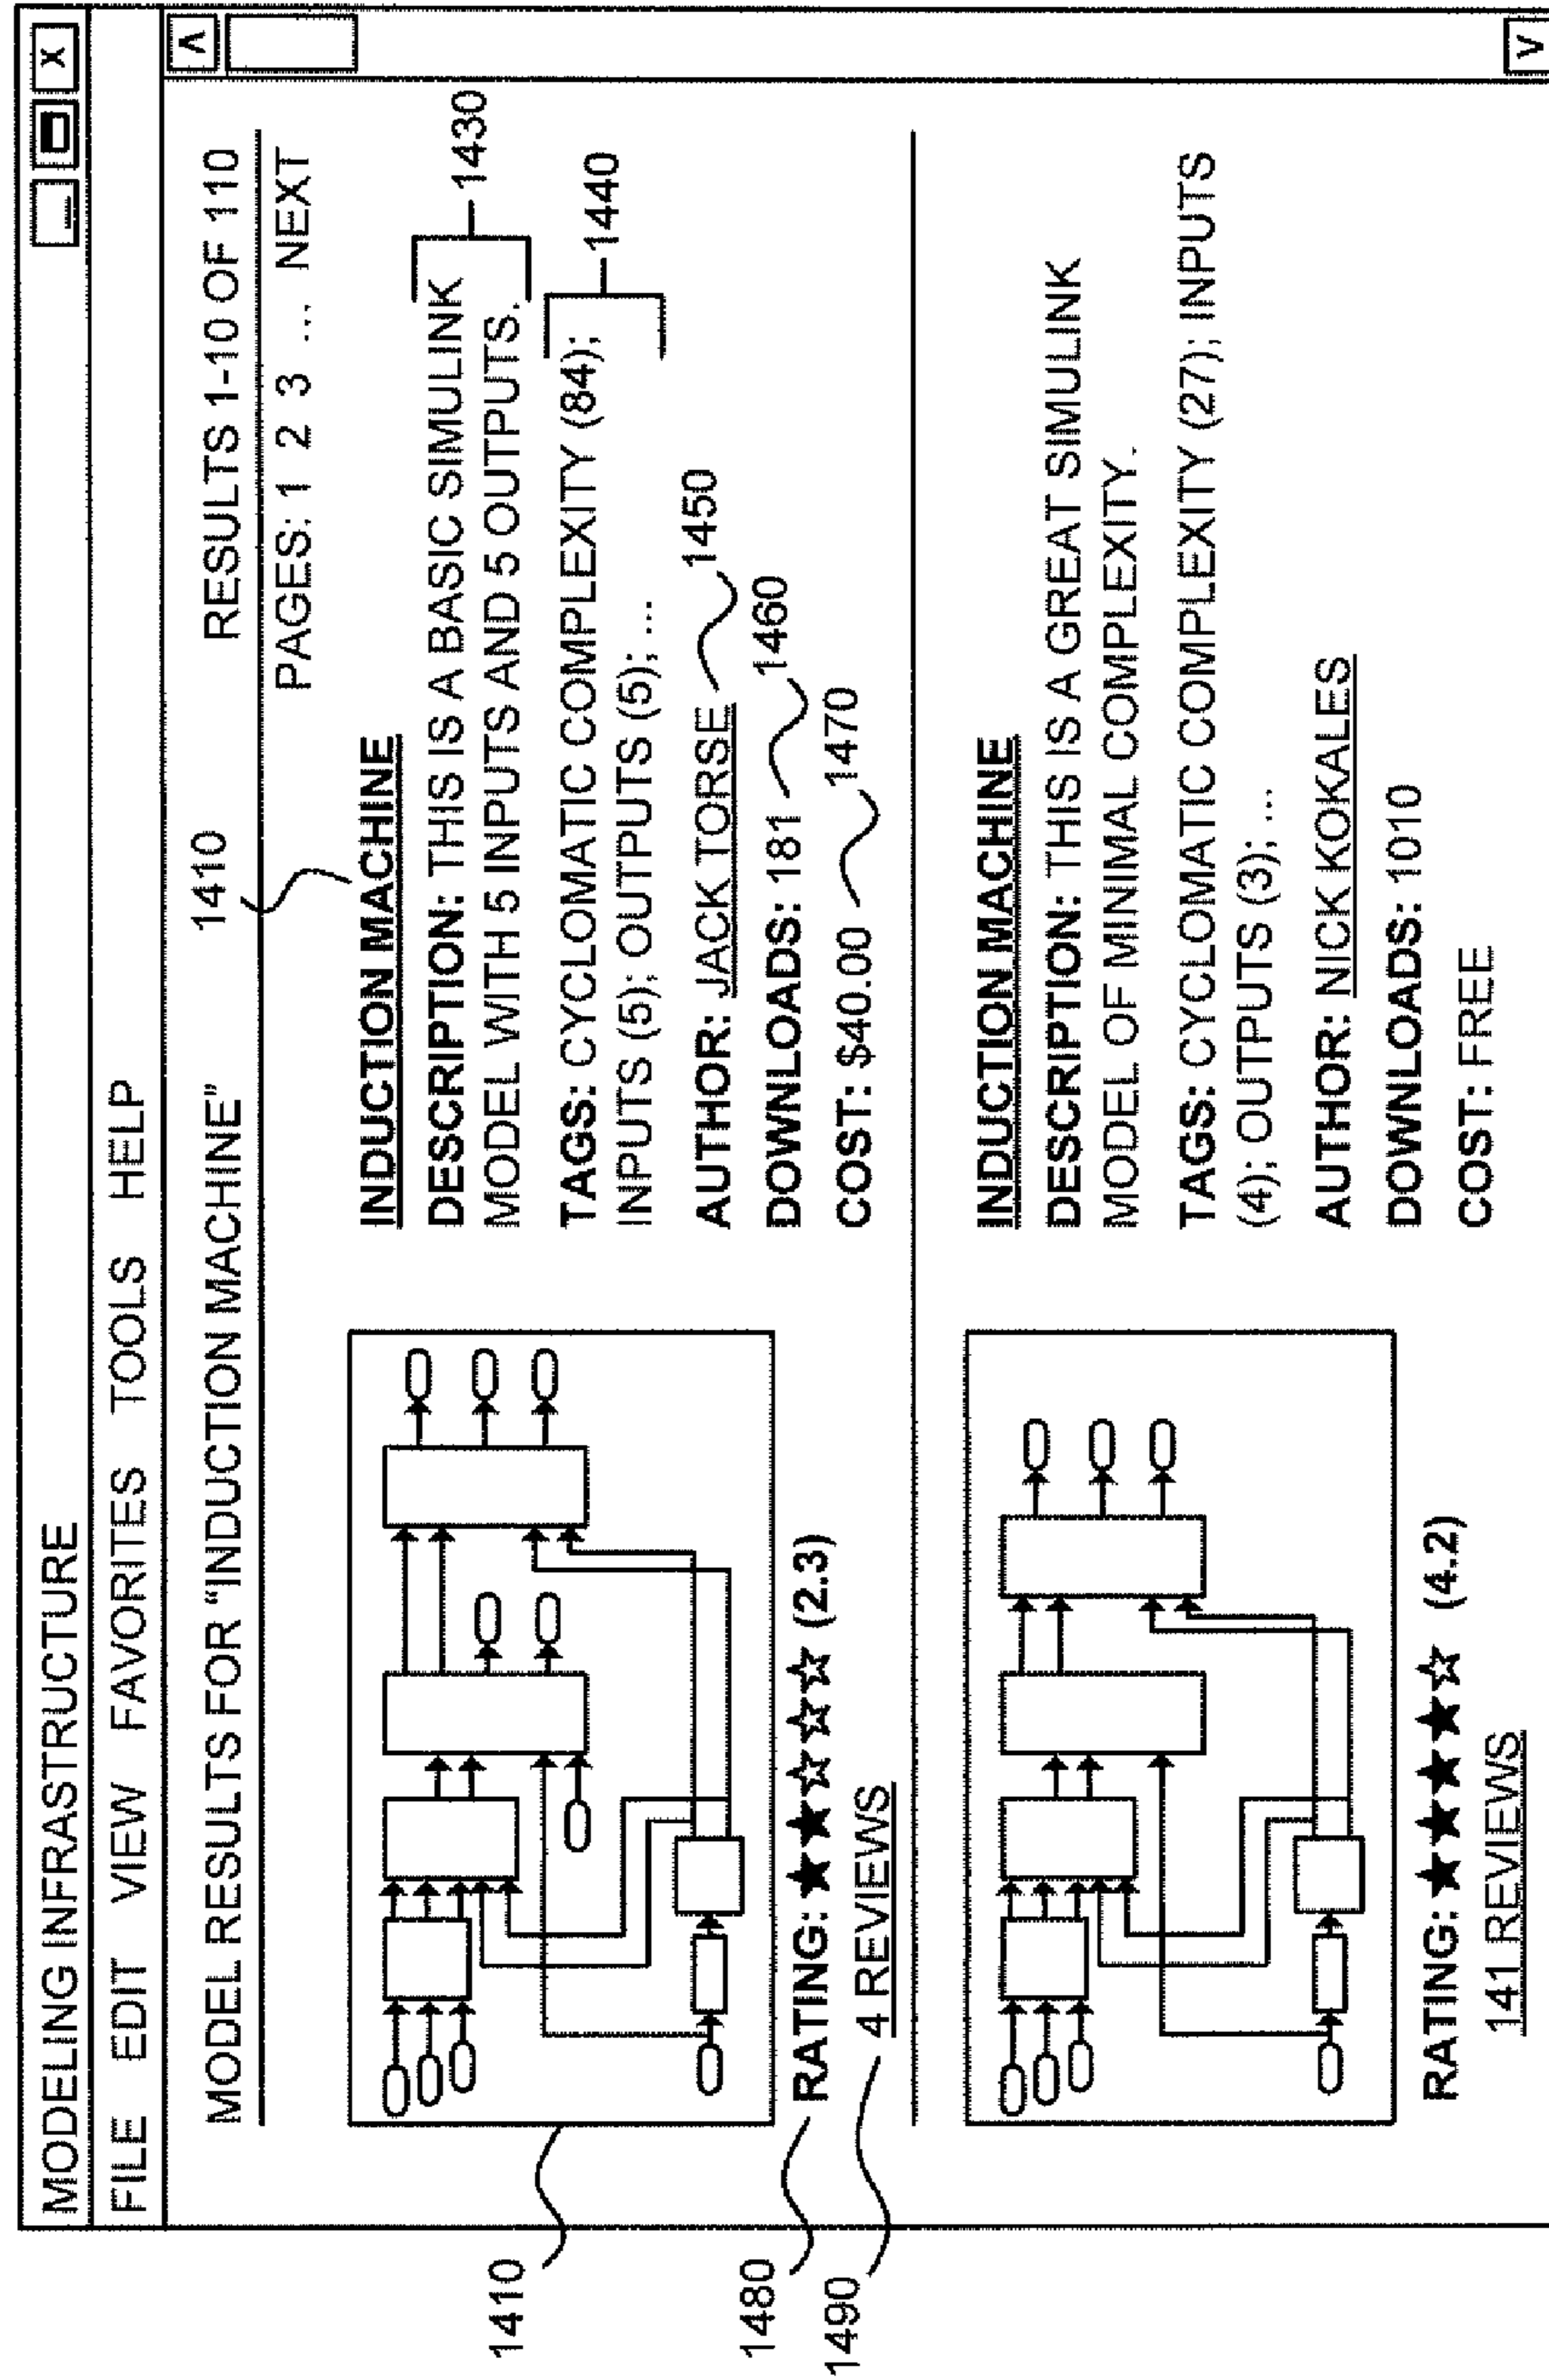 MODELING INFRASTRUCTURE
_ X
FILE EDIT VIEW FAVORITES TOOLS HELP
MODEL RESULTS FOR “INDUCTION MACHINE”
RESULTS 1-10 OF 110
PAGES: 1 2 3 ... NEXT
1410
INDUCTION MACHINE
DESCRIPTION: THIS IS A BASIC SIMULINK
MODEL WITH 5 INPUTS AND 5 OUTPUTS.
1430
TAGS: CYCLOMATIC COMPLEXITY (84);
INPUTS (5); OUTPUTS (5); ...
1440
AUTHOR: JACK TORSE
1450
DOWNLOADS: 181
1460
COST: $40.00
1470
1410
1480
RATING: ★★☆☆☆ (2.3)
1490
4 REVIEWS
INDUCTION MACHINE
DESCRIPTION: THIS IS A GREAT SIMULINK
MODEL OF MINIMAL COMPLEXITY.
TAGS: CYCLOMATIC COMPLEXITY (27); INPUTS
(4); OUTPUTS (3); ...
AUTHOR: NICK KOKALES
DOWNLOADS: 1010
COST: FREE
RATING: ★★★★☆ (4.2)
141 REVIEWS